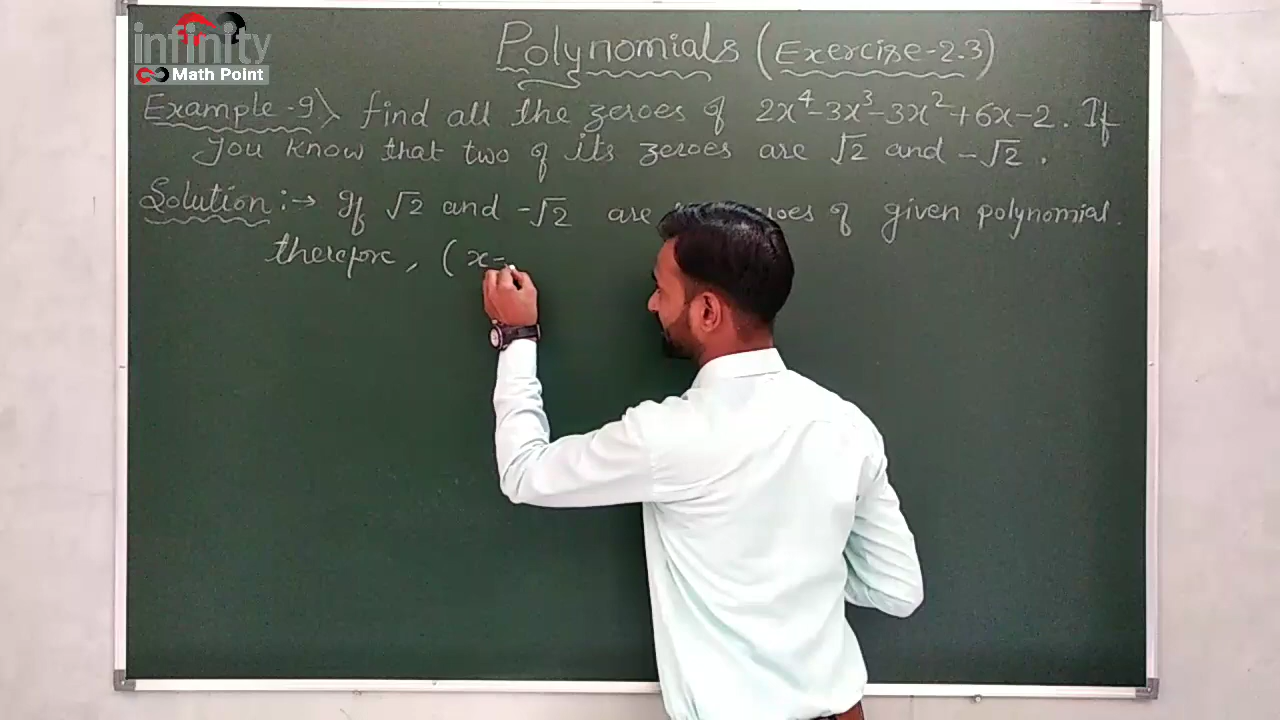 infinity
Math Point
Polynomials (Exercise-2.3)
Example-9) find all the zeroes of 2x⁴-3x³-3x²+6x-2. If
you know that two of its zeroes are √2 and -√2.
Solution:→ If √2 and -√2 are of given polynomial.
therefore, (x-